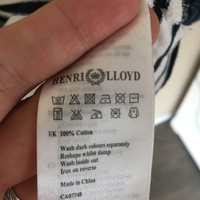 HENRI LLOYD
UK 100% Cotton
Wash dark colours separately
Reshape whilst damp
Wash inside out
Iron on reverse
Made in China
CA07748